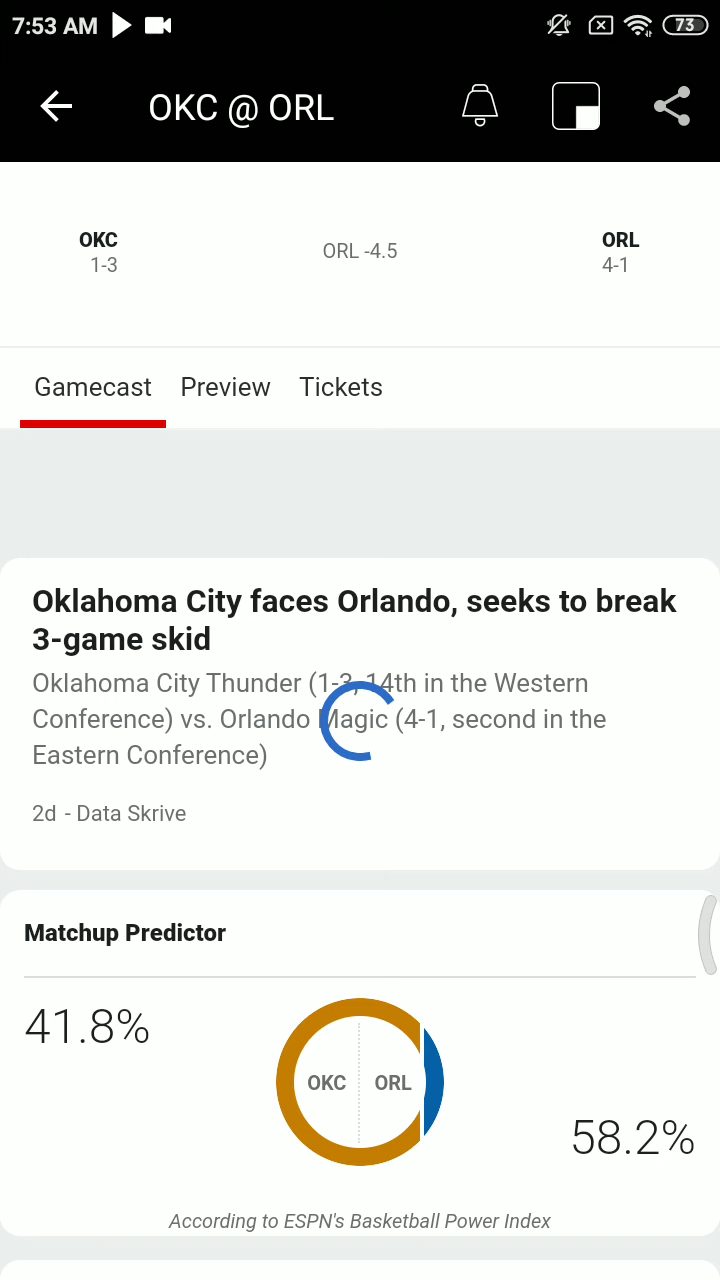 7:53 AM
73
OKC @ ORL
OKC
1-3
ORL -4.5
ORL
4-1
Gamecast Preview Tickets
Oklahoma City faces Orlando, seeks to break
3-game skid
Oklahoma City Thunder (1-3, 14th in the Western
Conference) vs. Orlando Magic (4-1, second in the
Eastern Conference)
2d - Data Skrive
Matchup Predictor
41.8%
OKC ORL
58.2%
According to ESPN's Basketball Power Index